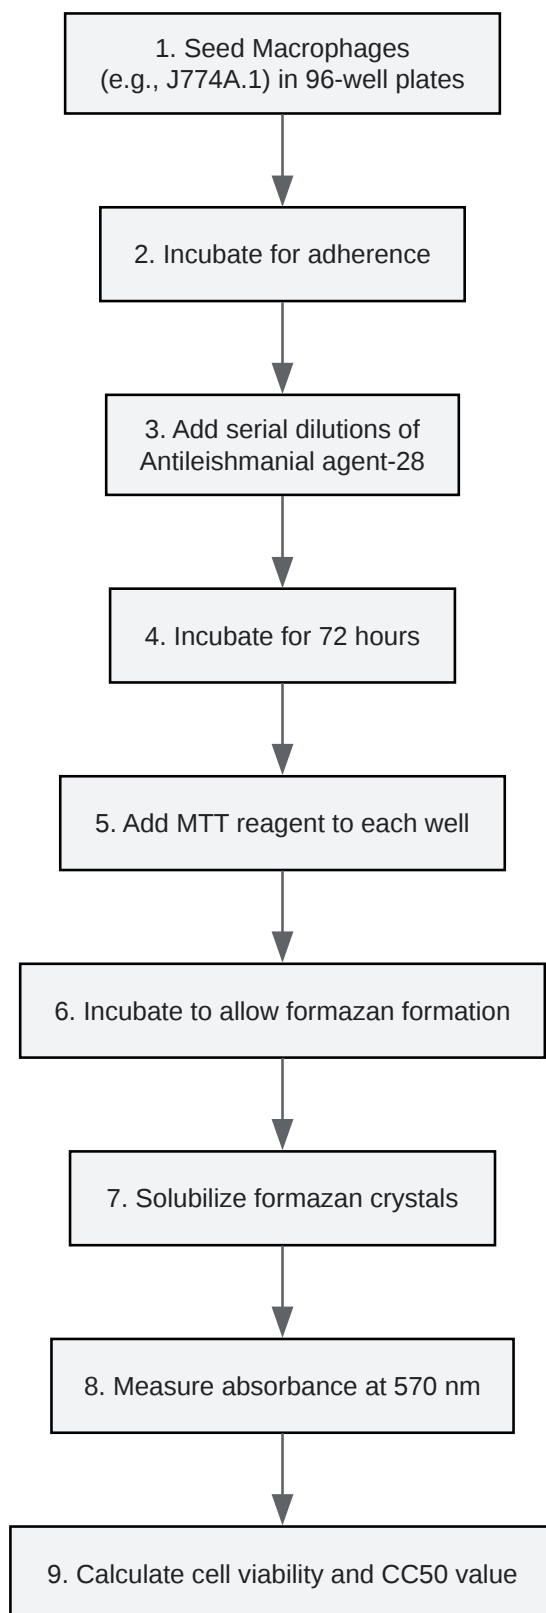 1. Seed Macrophages
(e.g., J774A.1) in 96-well plates
2. Incubate for adherence
3. Add serial dilutions of
Antileishmanial agent-28
4. Incubate for 72 hours
5. Add MTT reagent to each well
6. Incubate to allow formazan formation
7. Solubilize formazan crystals
8. Measure absorbance at 570 nm
9. Calculate cell viability and CC50 value